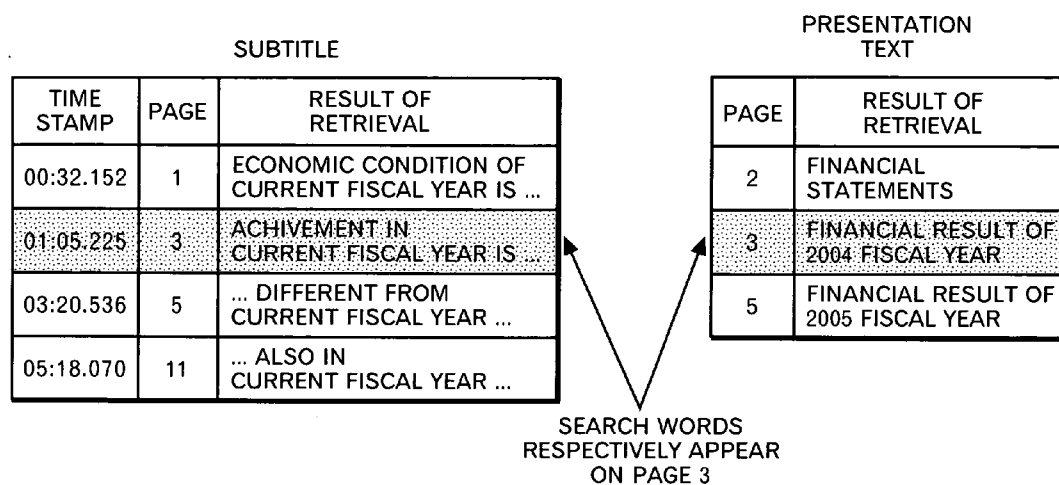 SUBTITLE
TIME STAMP PAGE RESULT OF RETRIEVAL
00:32.152 1 ECONOMIC CONDITION OF
CURRENT FISCAL YEAR IS ...
01:05.225 3 ACHIVEMENT IN
CURRENT FISCAL YEAR IS ...
03:20.536 5 ... DIFFERENT FROM
CURRENT FISCAL YEAR ...
05:18.070 11 ... ALSO IN
CURRENT FISCAL YEAR ...
PRESENTATION
TEXT
PAGE RESULT OF RETRIEVAL
2 FINANCIAL
STATEMENTS
3 FINANCIAL RESULT OF
2004 FISCAL YEAR
5 FINANCIAL RESULT OF
2005 FISCAL YEAR
SEARCH WORDS
RESPECTIVELY APPEAR
ON PAGE 3